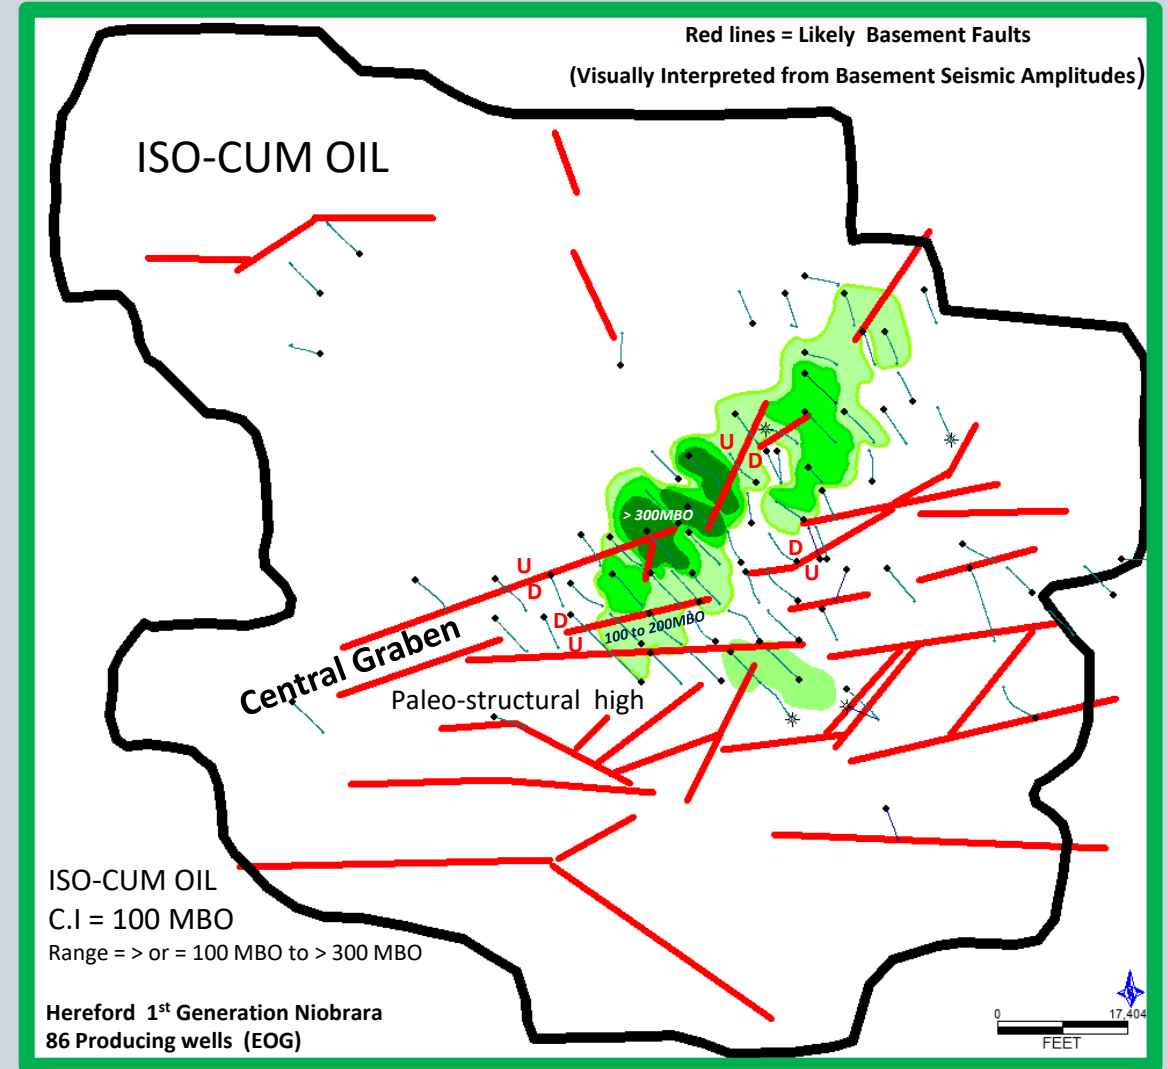 Red lines = Likely Basement Faults
(Visually Interpreted from Basement Seismic Amplitudes)
ISO-CUM OIL
U
D
> 300MBO
U
D
D
U
D
U
100 to 200MBO
Central Graben
Paleo-structural high
ISO-CUM OIL
C.I = 100 MBO
Range = > or = 100 MBO to > 300 MBO
Hereford 1st Generation Niobrara
86 Producing wells (EOG)
0 17,404
FEET